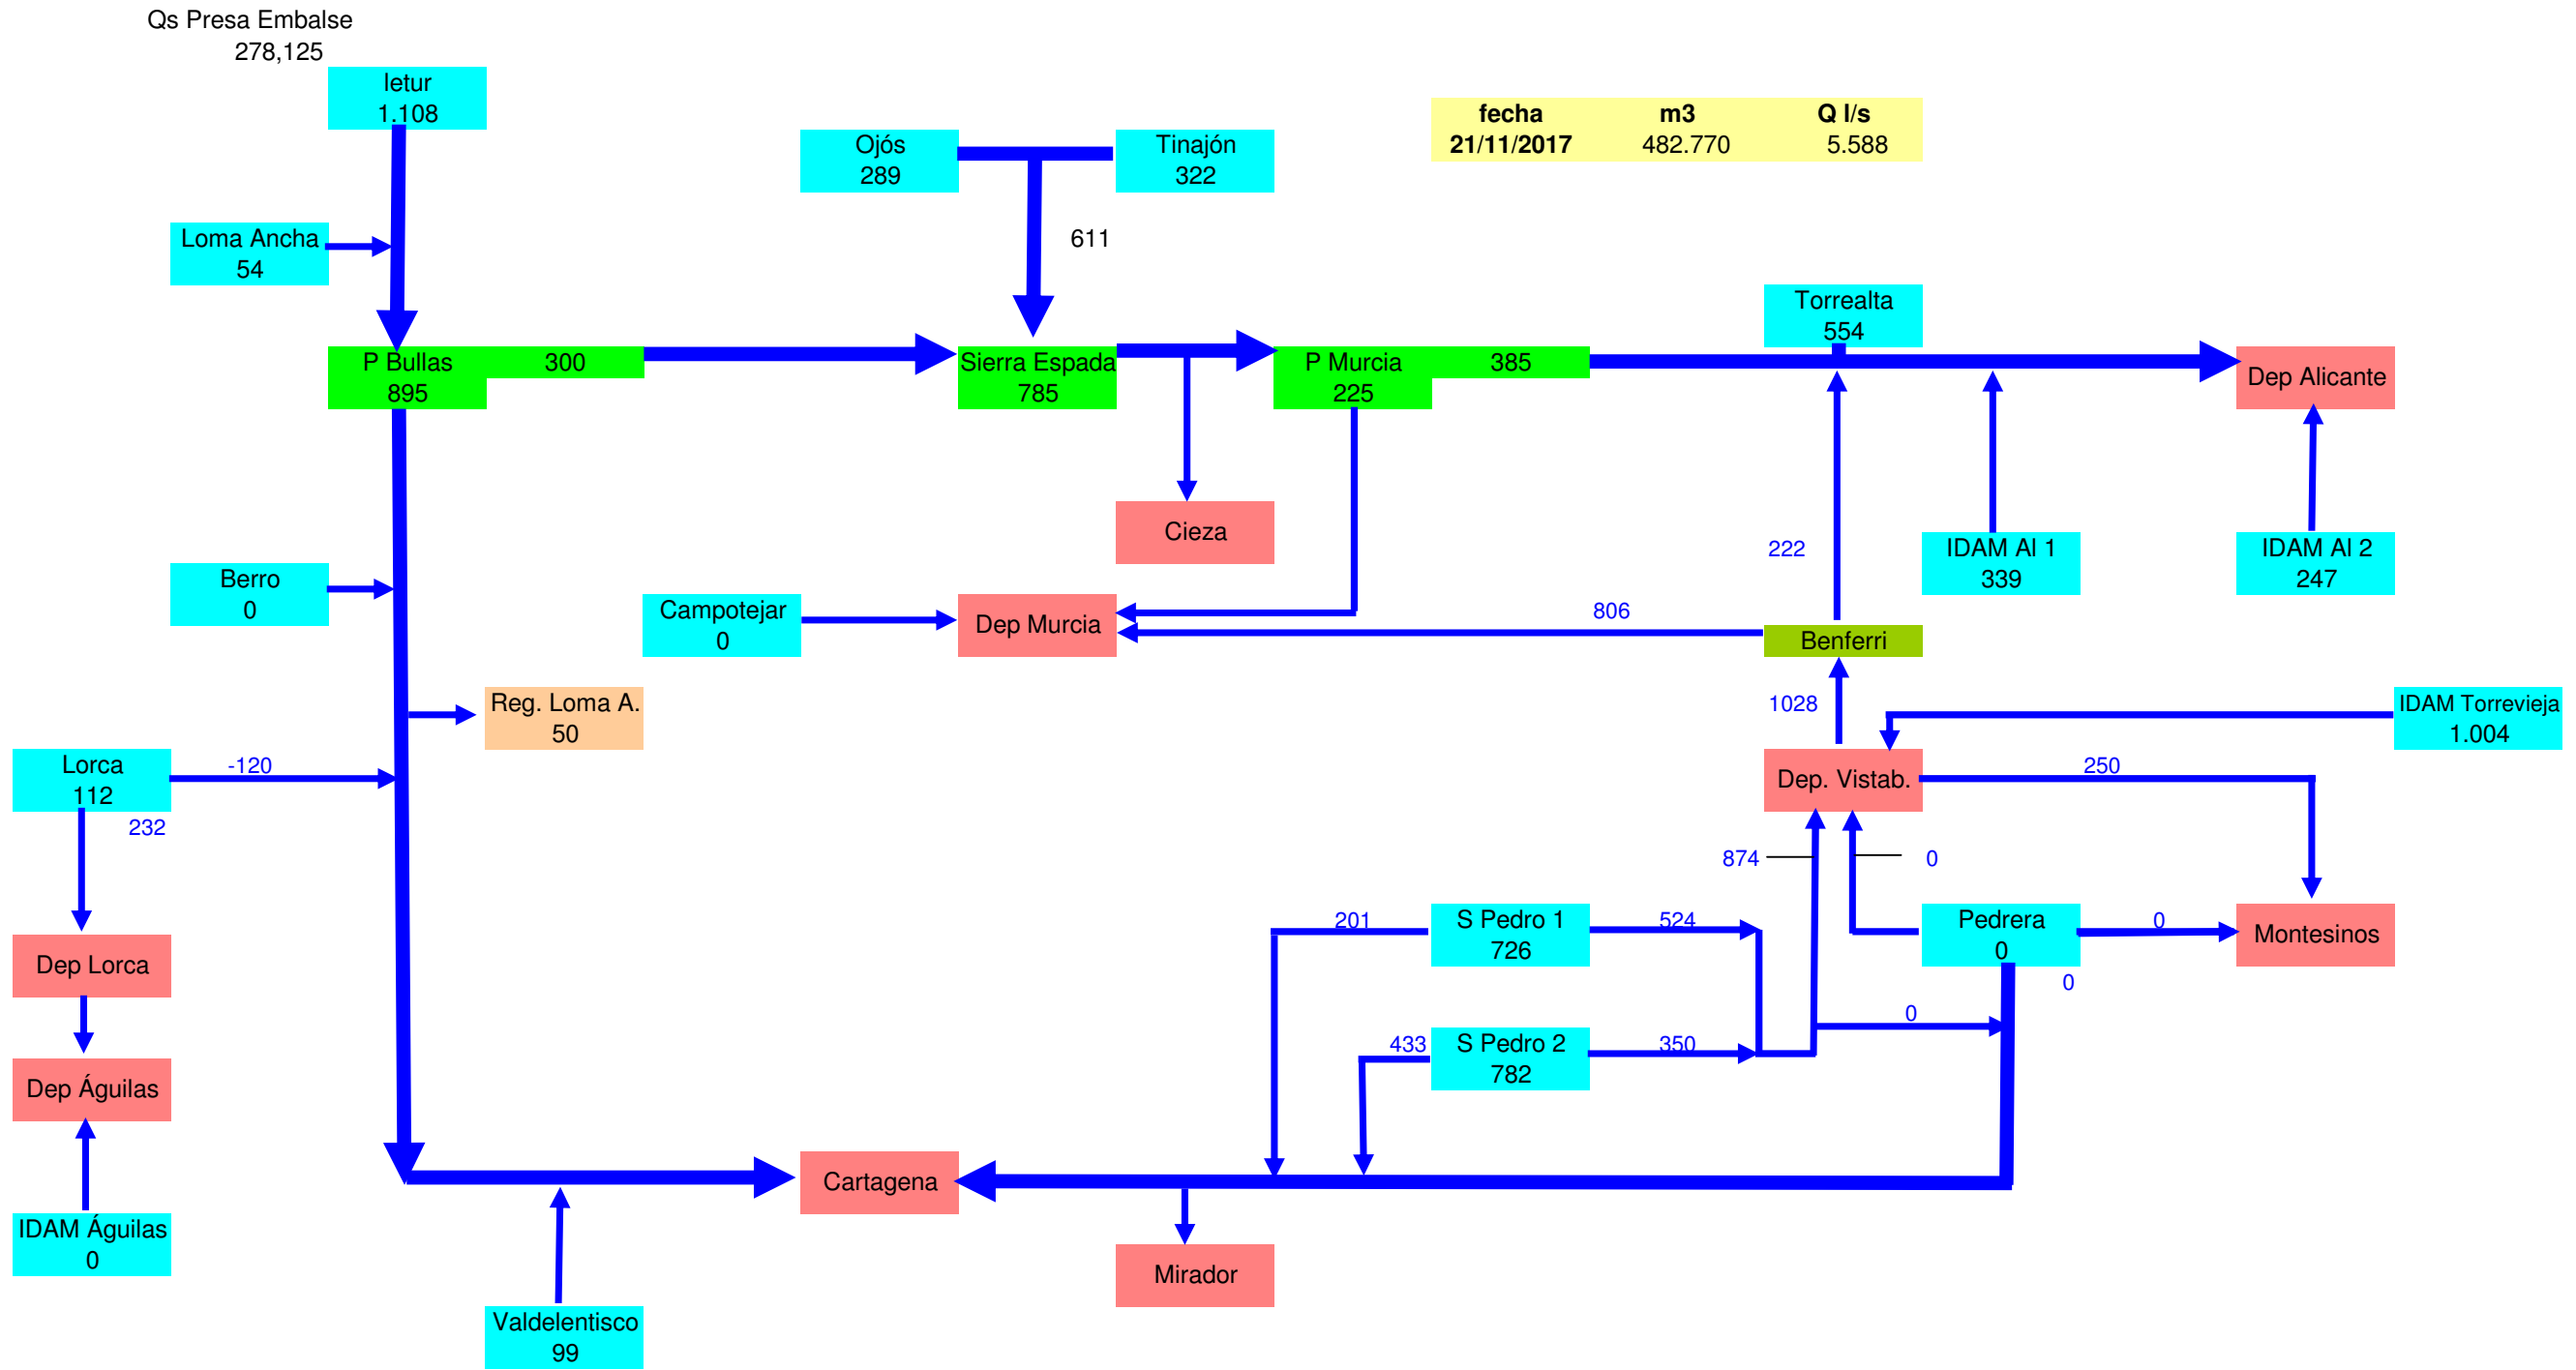 Qs Presa Embalse
278,125
letur
1.108
fecha m3 Q l/s
21/11/2017 482.770 5.588
Ojós
289
Tinajón
322
Loma Ancha
54
611
Torrealta
554
P Bullas 300
895
Sierra Espada
785
P Murcia 385
225
Dep Alicante
Cieza
222
IDAM Al 1
339
IDAM Al 2
247
Berro
0
Campotejar
0
Dep Murcia
806
Benferri
Reg. Loma A.
50
1028
IDAM Torrevieja
1.004
Lorca
112
-120
232
Dep. Vistab.
250
874
0
201
S Pedro 1
726
524
Pedrera
0
0
0
Montesinos
Dep Lorca
0
433
S Pedro 2
782
350
Dep Águilas
Cartagena
IDAM Águilas
0
Mirador
Valdelentisco
99